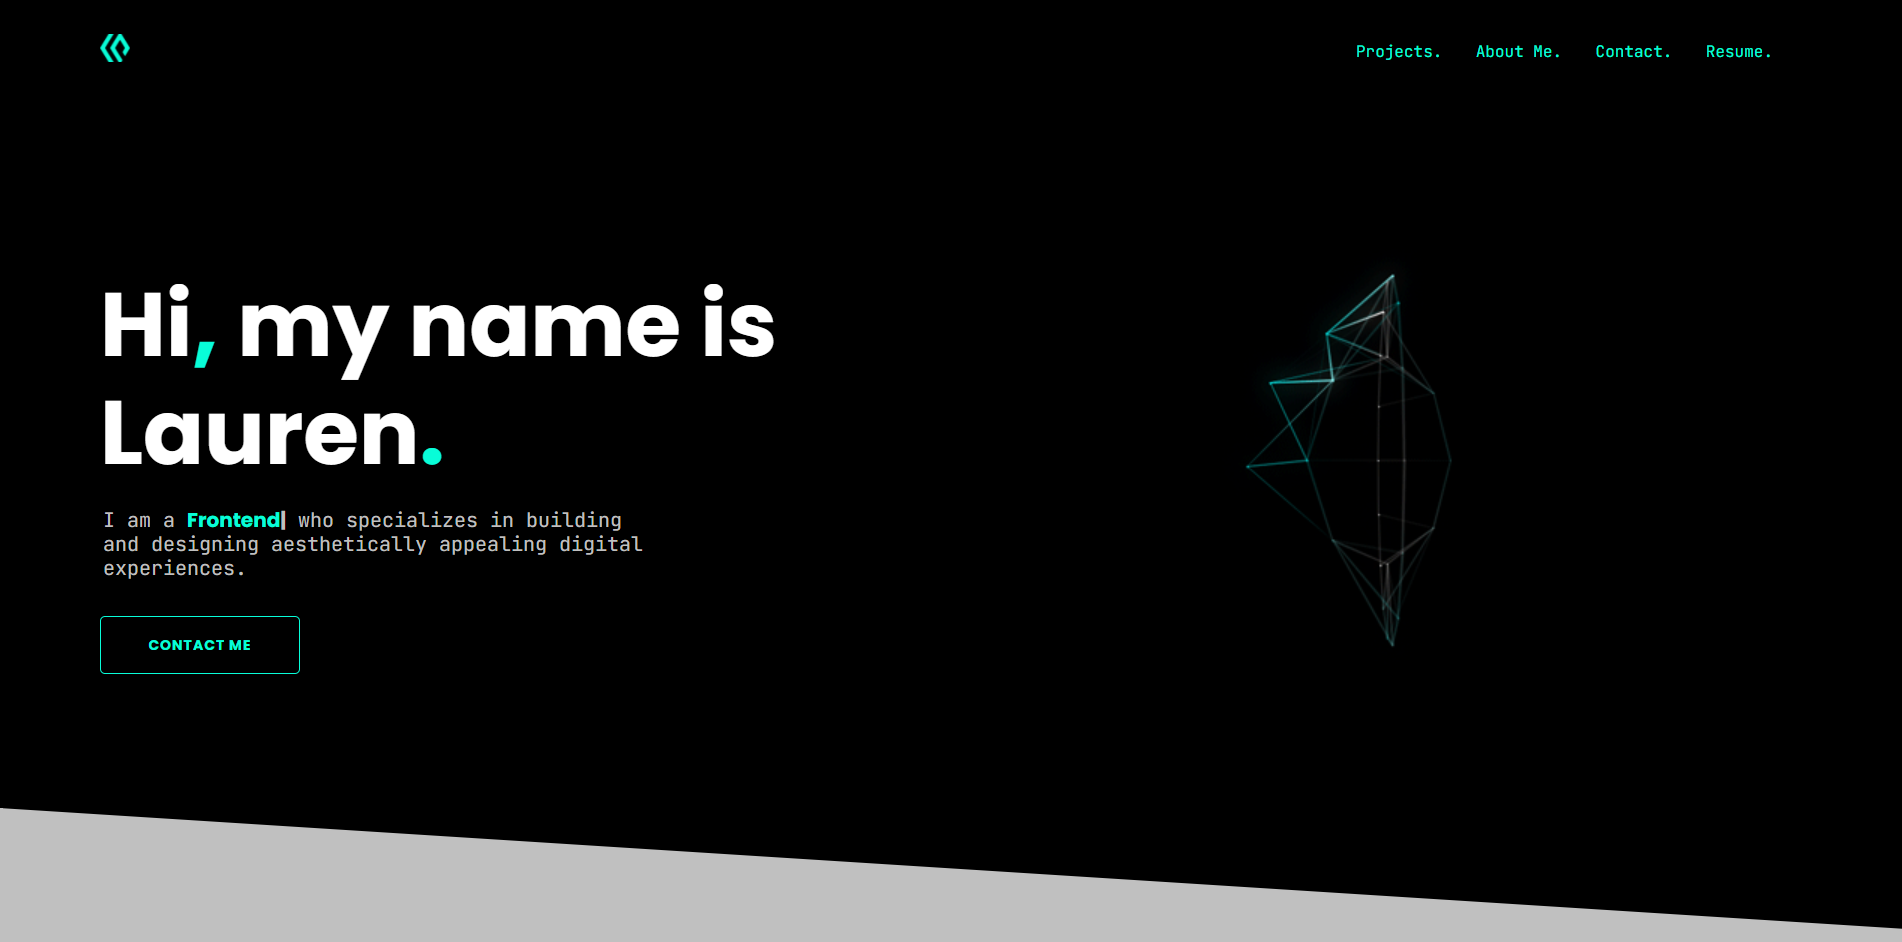 Projects. About Me. Contact. Resume.
Hi, my name is
Lauren.
I am a Frontend who specializes in building
and designing aesthetically appealing digital
experiences.
CONTACT ME